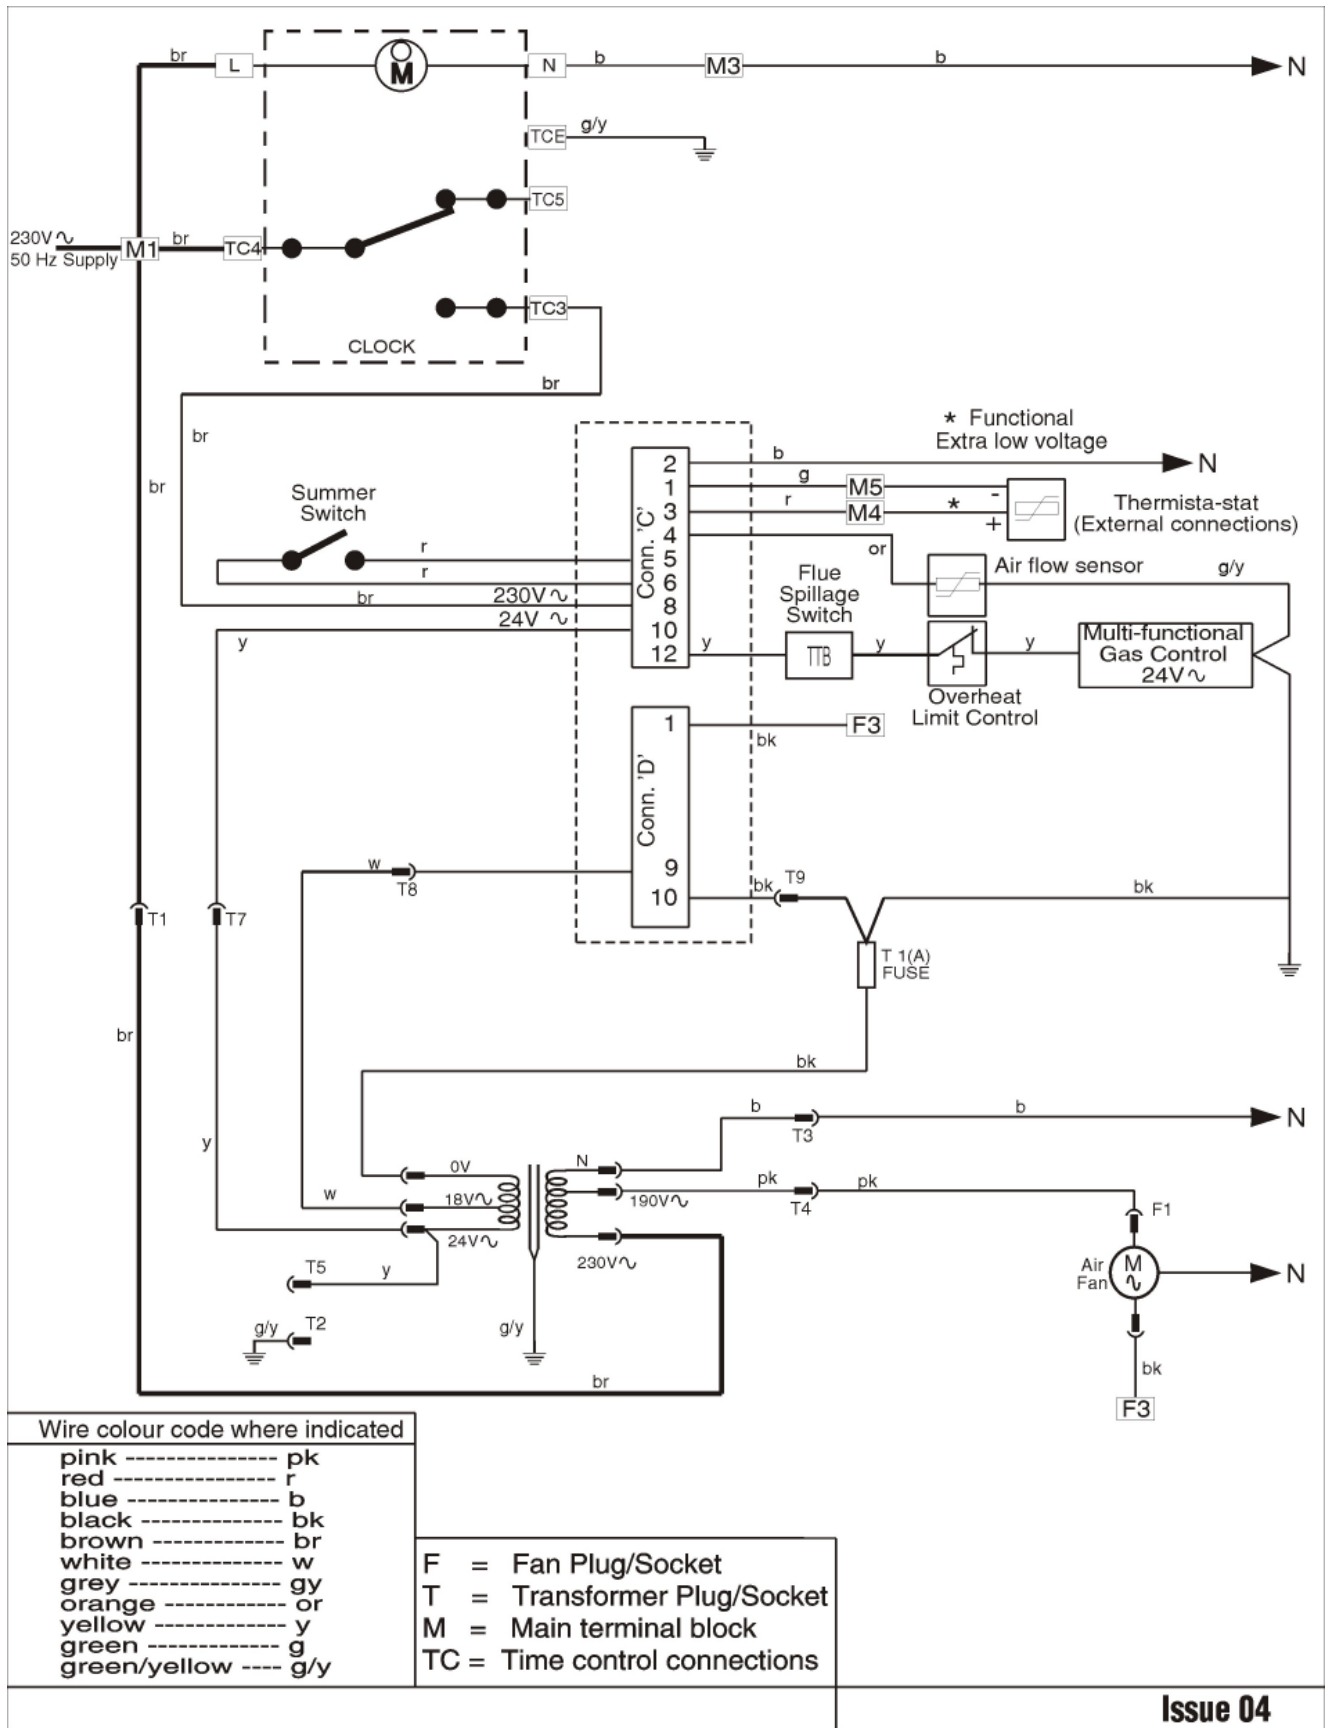 br
L
M
N
b
M3
b
N
TCE
g/y
TC5
230V∿
50 Hz Supply
M1
br
TC4
TC3
CLOCK
br
br
br
* Functional
Extra low voltage
2
b
N
1
g
M5
-
3
r
M4
*
+
Thermista-stat
(External connections)
Summer
Switch
Conn. 'C'
4
or
5
r
6
r
8
br
230V∿
24V ∿
10
12
y
y
Flue
Spillage
Switch
TTB
y
Air flow sensor
g/y
y
Multi-functional
Gas Control
24V∿
Overheat
Limit Control
Conn. 'D'
1
bk
F3
9
w
T8
10
bk
T9
bk
T1
T7
T 1(A)
FUSE
br
bk
y
b
T3
b
N
0V
N
w
18V∿
190V∿
pk
T4
pk
F1
24V∿
230V∿
T5
y
Air
Fan
M
∿
N
g/y
T2
g/y
br
bk
F3
Wire colour code where indicated
pink --------------- pk
red ---------------- r
blue --------------- b
black --------------- bk
brown -------------- br
white -------------- w
grey --------------- gy
orange ------------ or
yellow ------------- y
green ------------- g
green/yellow ---- g/y
F = Fan Plug/Socket
T = Transformer Plug/Socket
M = Main terminal block
TC = Time control connections
Issue 04